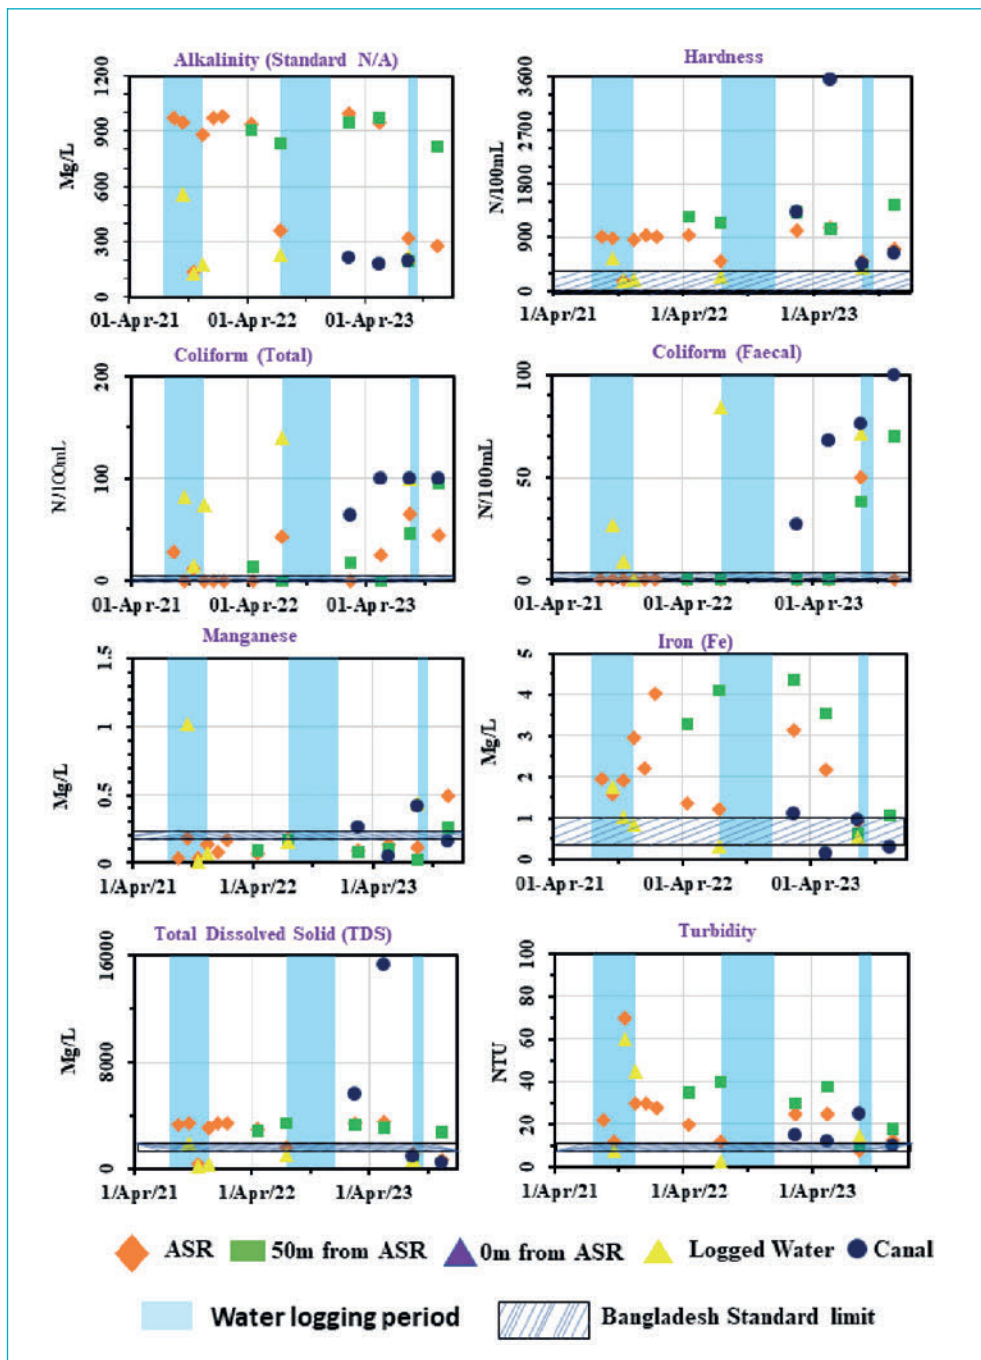 Alkalinity (Standard N/A)
1200
900
600
300
0
Mg/L
01-Apr-21 01-Apr-22 01-Apr-23
Hardness
3600
2700
1800
900
0
N/100mL
1/Apr/21 1/Apr/22 1/Apr/23
Coliform (Total)
200
100
0
N/100mL
01-Apr-21 01-Apr-22 01-Apr-23
Coliform (Faecal)
100
50
0
N/100mL
01-Apr-21 01-Apr-22 01-Apr-23
Manganese
1.5
1
0.5
0
Mg/L
1/Apr/21 1/Apr/22 1/Apr/23
Iron (Fe)
5
4
3
2
1
0
Mg/L
01-Apr-21 01-Apr-22 01-Apr-23
Total Dissolved Solid (TDS)
16000
8000
0
Mg/L
1/Apr/21 1/Apr/22 1/Apr/23
Turbidity
100
80
60
40
20
0
NTU
1/Apr/21 1/Apr/22 1/Apr/23
ASR 50m from ASR 0m from ASR Logged Water Canal
Water logging period Bangladesh Standard limit